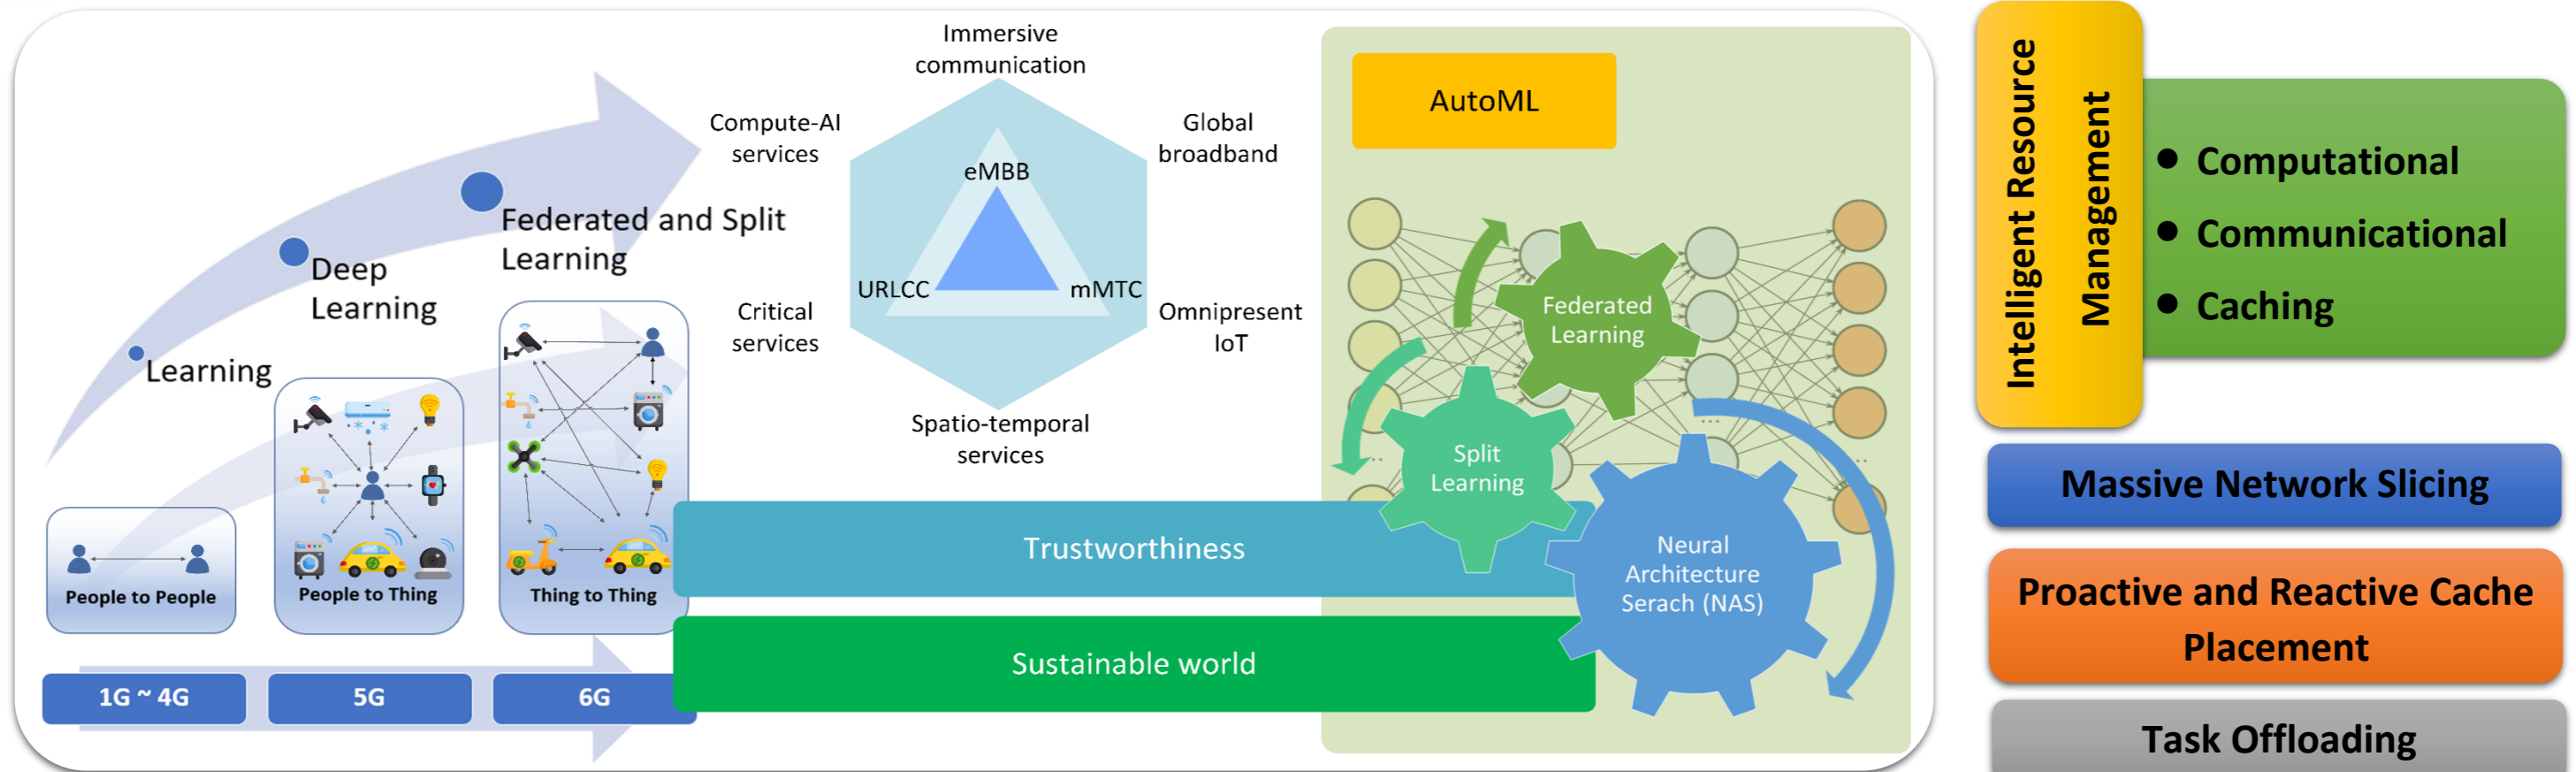 Learning
Deep
Learning
Federated and Split
Learning
People to People
People to Thing
Thing to Thing
1G ~ 4G
5G
6G
Immersive
communication
Compute-AI
services
Global
broadband
eMBB
URLCC
mMTC
Critical
services
Omnipresent
IoT
Spatio-temporal
services
Trustworthiness
Sustainable world
AutoML
Federated
Learning
Split
Learning
Neural
Architecture
Serach (NAS)
Intelligent Resource
Management
• Computational
• Communicational
• Caching
Massive Network Slicing
Proactive and Reactive Cache
Placement
Task Offloading